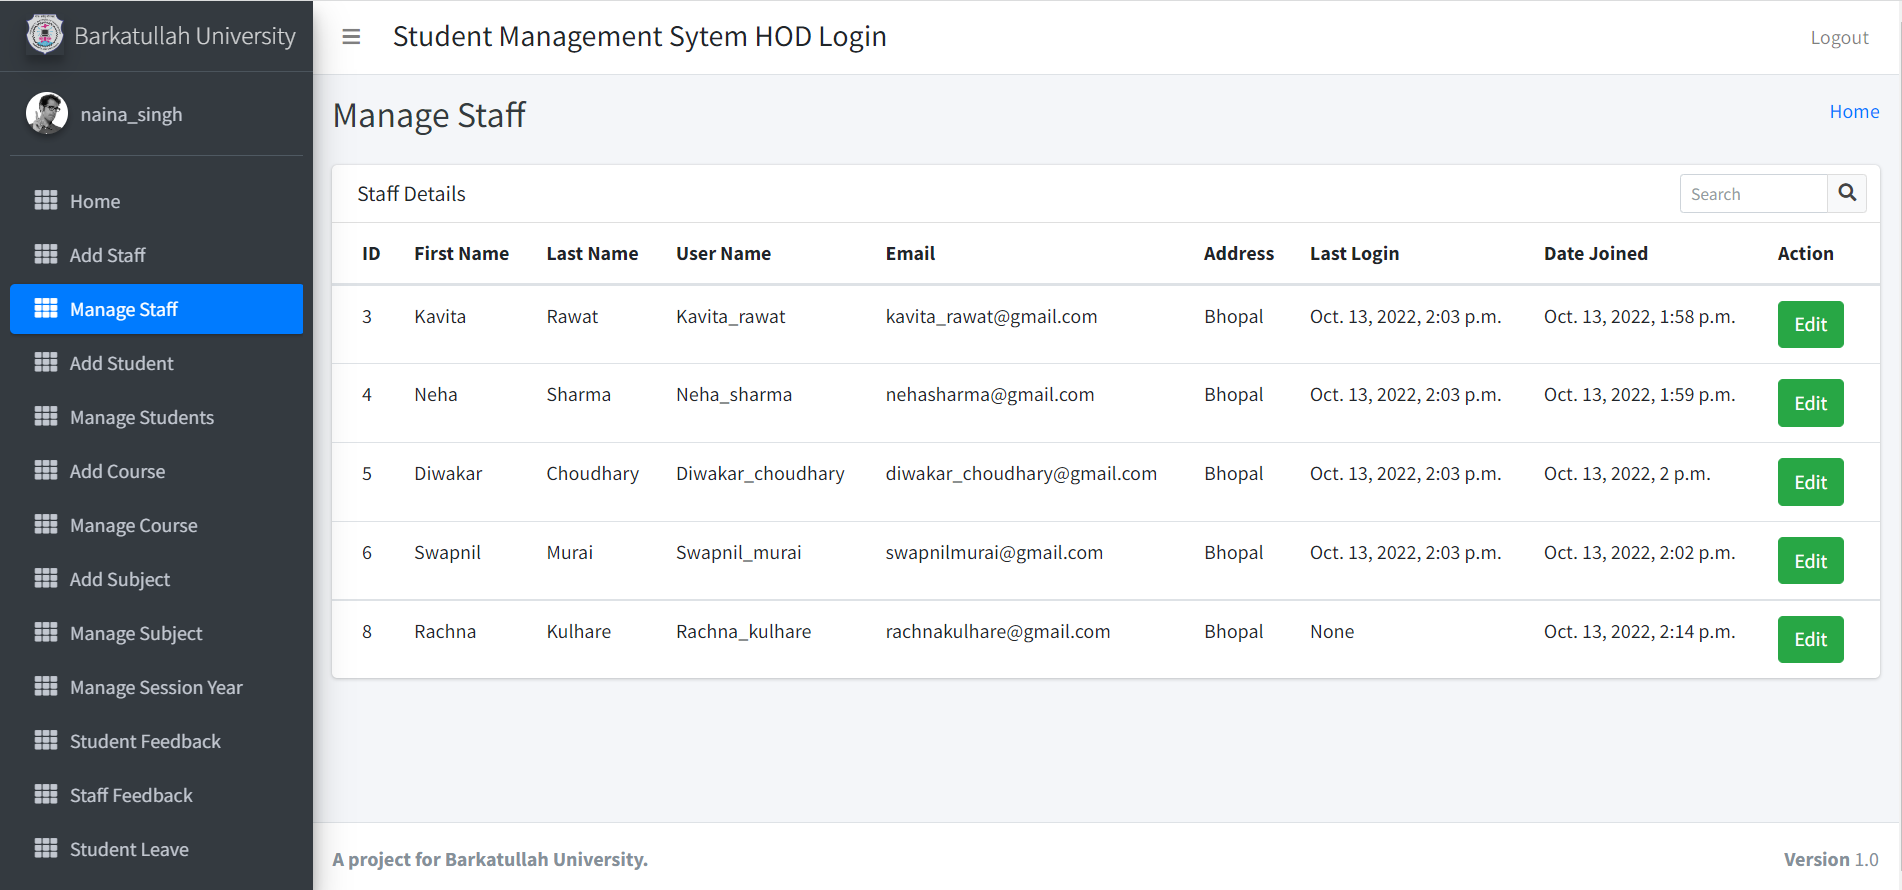 Barkatullah University
Student Management Sytem HOD Login
Logout
naina_singh
Home
Add Staff
Manage Staff
Add Student
Manage Students
Add Course
Manage Course
Add Subject
Manage Subject
Manage Session Year
Student Feedback
Staff Feedback
Student Leave
Manage Staff
Home
Staff Details
Search
ID First Name Last Name User Name Email Address Last Login Date Joined Action
3 Kavita Rawat Kavita_rawat kavita_rawat@gmail.com Bhopal Oct. 13, 2022, 2:03 p.m. Oct. 13, 2022, 1:58 p.m. Edit
4 Neha Sharma Neha_sharma nehasharma@gmail.com Bhopal Oct. 13, 2022, 2:03 p.m. Oct. 13, 2022, 1:59 p.m. Edit
5 Diwakar Choudhary Diwakar_choudhary diwakar_choudhary@gmail.com Bhopal Oct. 13, 2022, 2:03 p.m. Oct. 13, 2022, 2 p.m. Edit
6 Swapnil Murai Swapnil_murai swapnilmurai@gmail.com Bhopal Oct. 13, 2022, 2:03 p.m. Oct. 13, 2022, 2:02 p.m. Edit
8 Rachna Kulhare Rachna_kulhare rachnakulhare@gmail.com Bhopal None Oct. 13, 2022, 2:14 p.m. Edit
A project for Barkatullah University.
Version 1.0